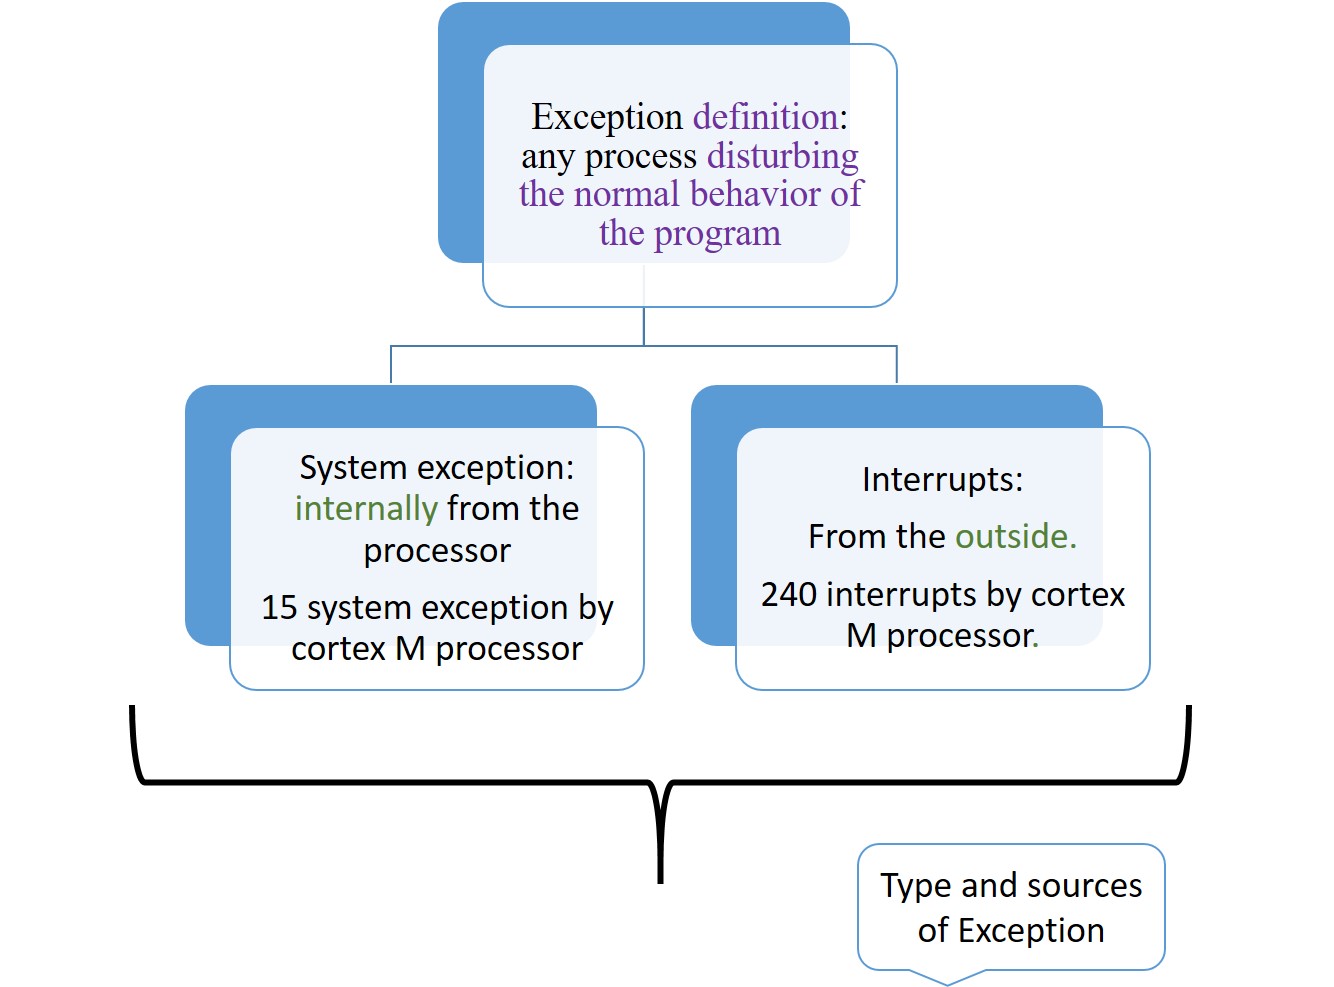 Exception definition:
any process disturbing
the normal behavior of
the program
System exception:
internally from the
processor
15 system exception by
cortex M processor
Interrupts:
From the outside.
240 interrupts by cortex
M processor.
Type and sources
of Exception